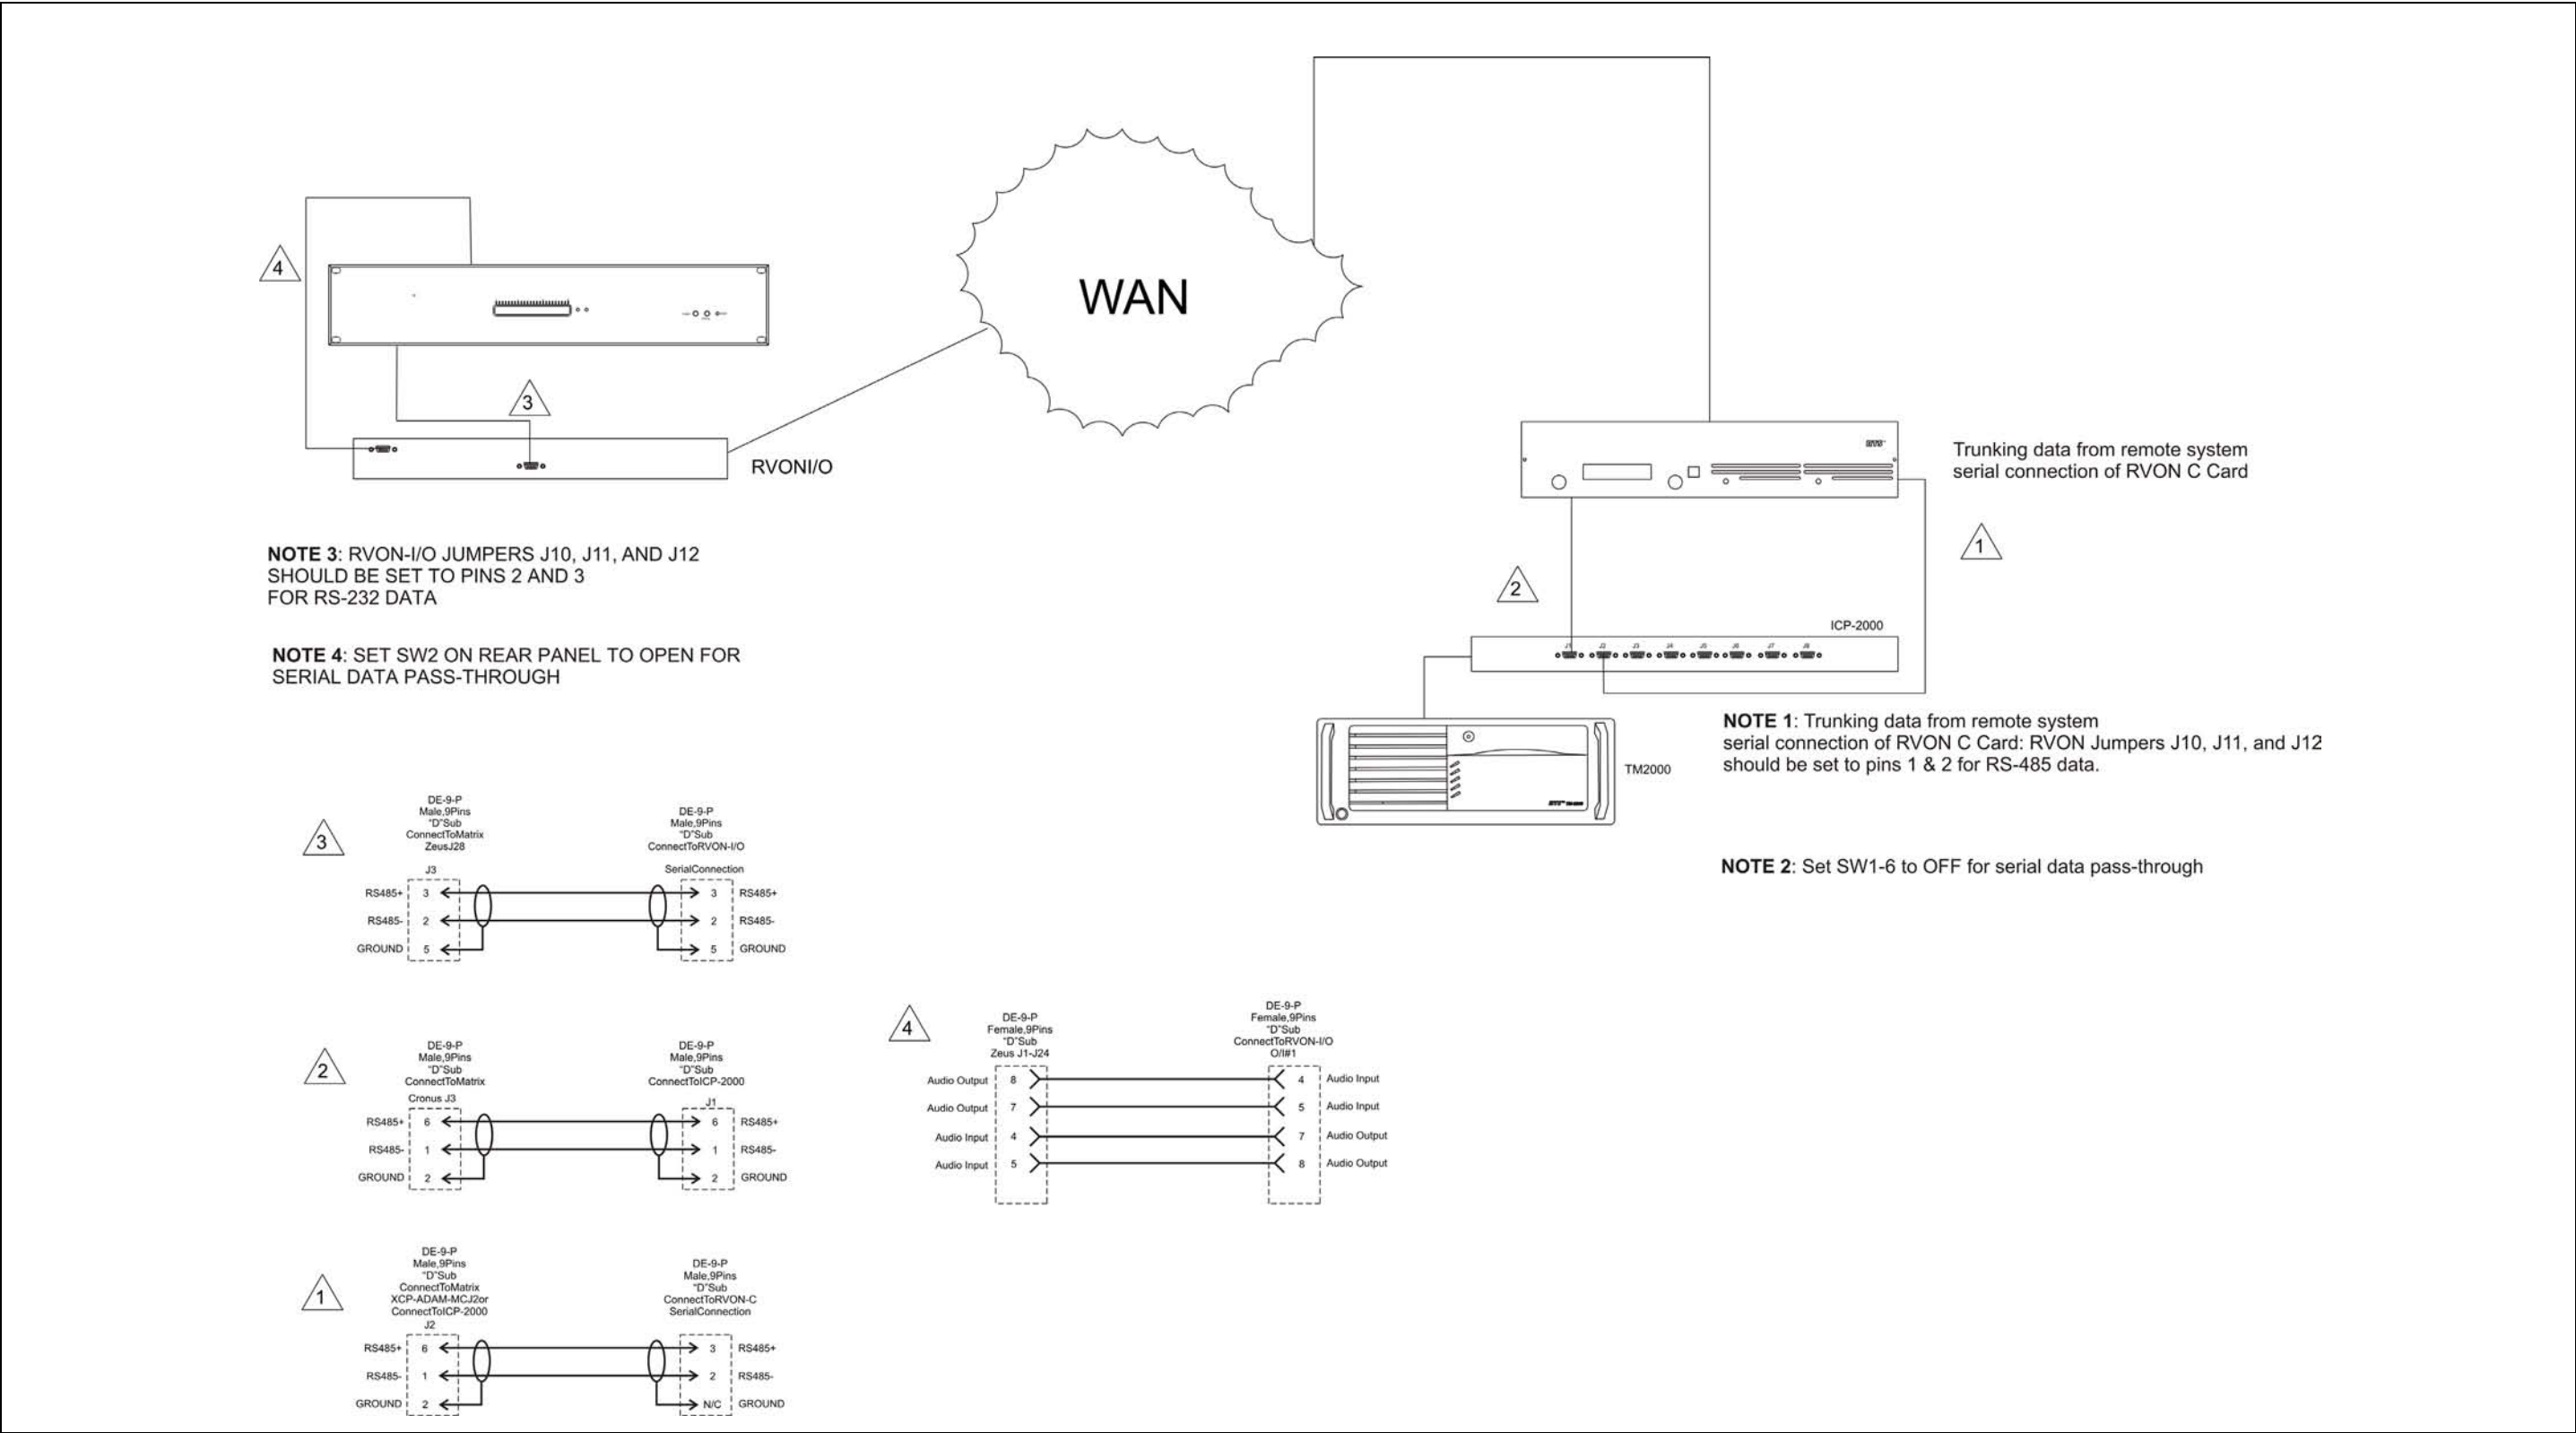 WAN
4
3
RVONI/O
NOTE 3: RVON-I/O JUMPERS J10, J11, AND J12
SHOULD BE SET TO PINS 2 AND 3
FOR RS-232 DATA
NOTE 4: SET SW2 ON REAR PANEL TO OPEN FOR
SERIAL DATA PASS-THROUGH
Trunking data from remote system
serial connection of RVON C Card
1
2
ICP-2000
J1 J2 J3 J4 J5 J6 J7 J8
TM2000
NOTE 1: Trunking data from remote system
serial connection of RVON C Card: RVON Jumpers J10, J11, and J12
should be set to pins 1 & 2 for RS-485 data.
NOTE 2: Set SW1-6 to OFF for serial data pass-through
3
DE-9-P
Male,9Pins
"D"Sub
ConnectToMatrix
ZeusJ28
J3
DE-9-P
Male,9Pins
"D"Sub
ConnectToRVON-I/O
SerialConnection
RS485+ 3 3 RS485+
RS485- 2 2 RS485-
GROUND 5 5 GROUND
2
DE-9-P
Male,9Pins
"D"Sub
ConnectToMatrix
Cronus J3
DE-9-P
Male,9Pins
"D"Sub
ConnectToICP-2000
J1
RS485+ 6 6 RS485+
RS485- 1 1 RS485-
GROUND 2 2 GROUND
4
DE-9-P
Female,9Pins
"D"Sub
Zeus J1-J24
DE-9-P
Female,9Pins
"D"Sub
ConnectToRVON-I/O
O/I#1
Audio Output 8 4 Audio Input
Audio Output 7 5 Audio Input
Audio Input 4 7 Audio Output
Audio Input 5 8 Audio Output
1
DE-9-P
Male,9Pins
"D"Sub
ConnectToMatrix
XCP-ADAM-MCJ2or
ConnectToICP-2000
J2
DE-9-P
Male,9Pins
"D"Sub
ConnectToRVON-C
SerialConnection
RS485+ 6 3 RS485+
RS485- 1 2 RS485-
GROUND 2 N/C GROUND